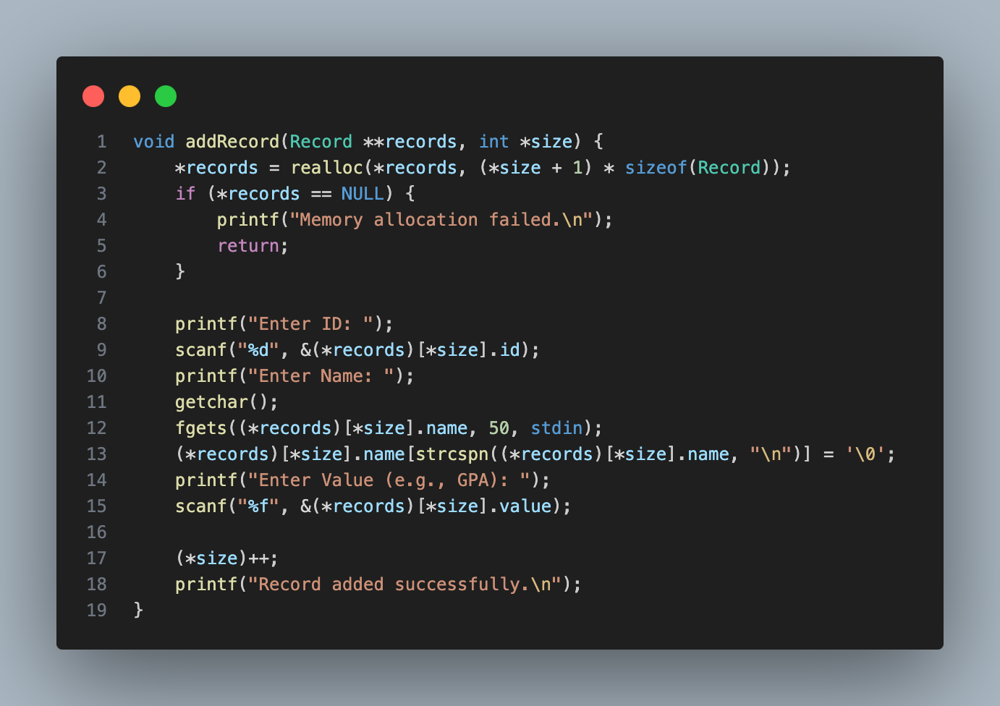 1 void addRecord(Record **records, int *size) {
2     *records = realloc(*records, (*size + 1) * sizeof(Record));
3     if (*records == NULL) {
4         printf("Memory allocation failed.\n");
5         return;
6     }
7
8     printf("Enter ID: ");
9     scanf("%d", &(*records)[*size].id);
10     printf("Enter Name: ");
11     getchar();
12     fgets((*records)[*size].name, 50, stdin);
13     (*records)[*size].name[strcspn((*records)[*size].name, "\n")] = '\0';
14     printf("Enter Value (e.g., GPA): ");
15     scanf("%f", &(*records)[*size].value);
16
17     (*size)++;
18     printf("Record added successfully.\n");
19 }